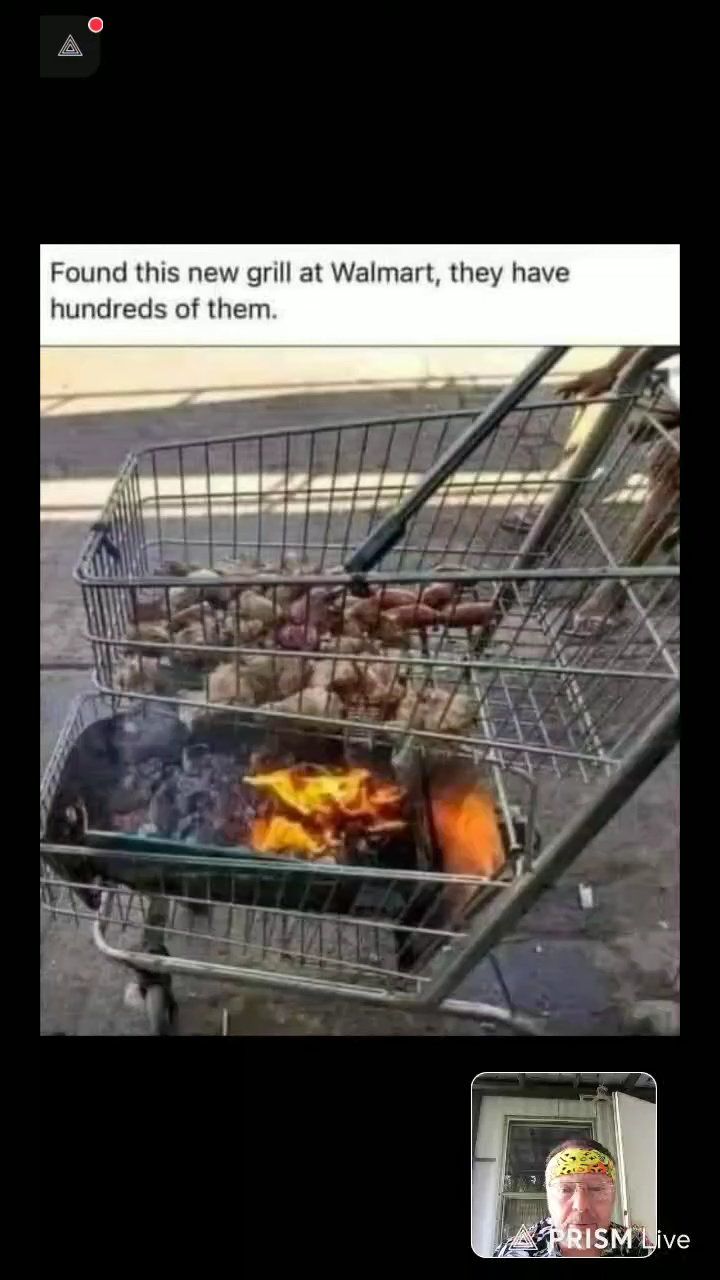 Found this new grill at Walmart, they have
hundreds of them.
PRISM Live